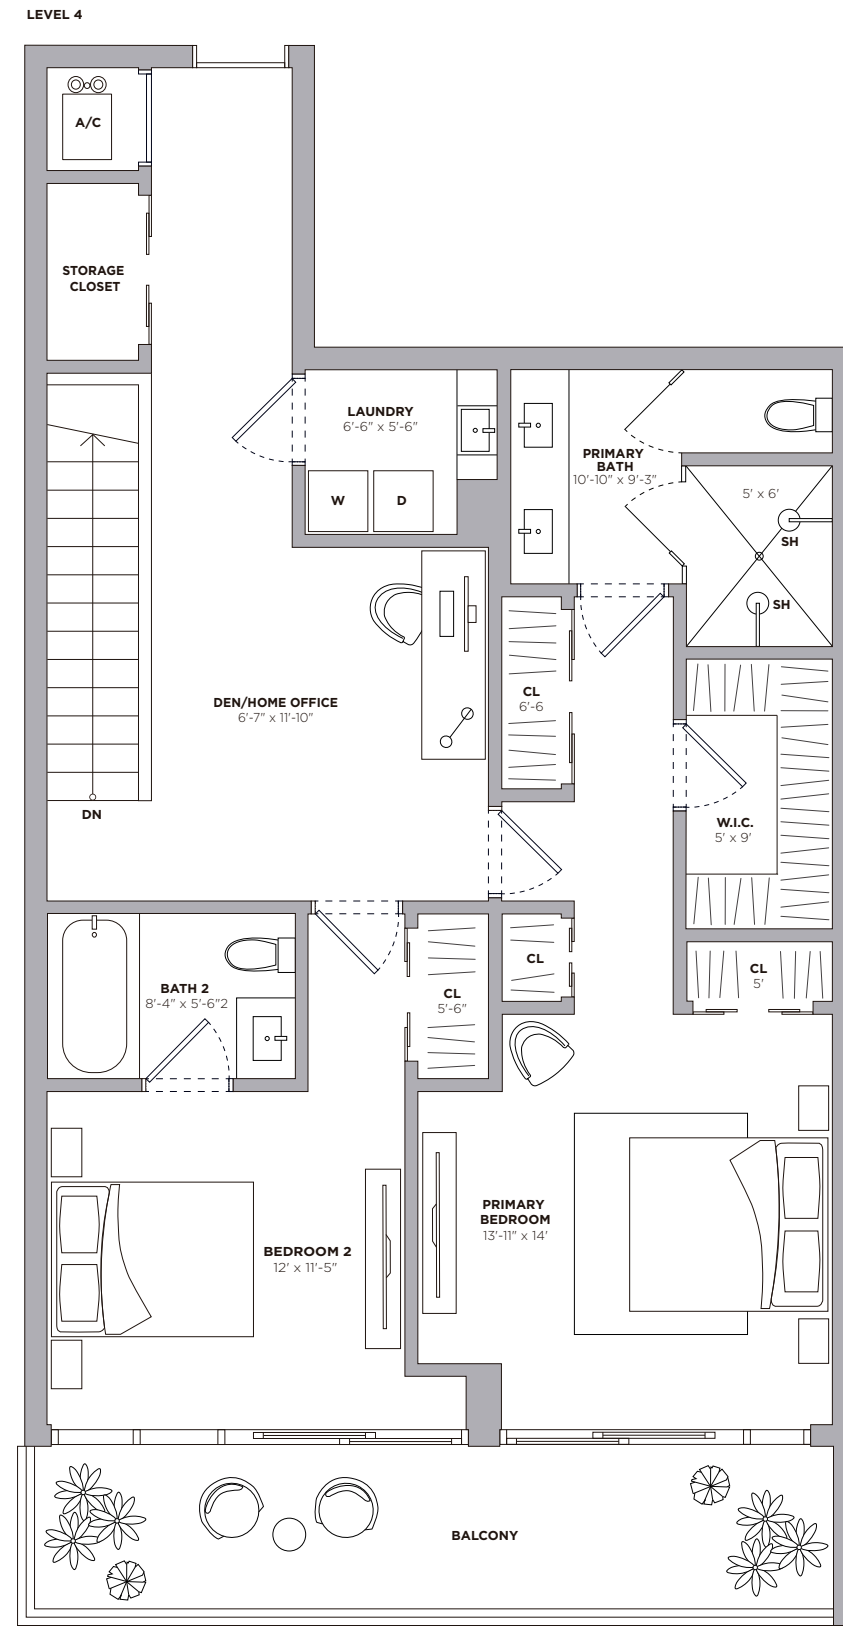 LEVEL 4
A/C
STORAGE
CLOSET
LAUNDRY
6'-6" x 5'-6"
W
D
PRIMARY
BATH
10'-10" x 9'-3"
5' x 6'
SH
SH
CL
6'-6
DEN/HOME OFFICE
6'-7" x 11'-10"
DN
W.I.C.
5' x 9'
BATH 2
8'-4" x 5'-6"2
CL
5'-6"
CL
CL
5'
PRIMARY
BEDROOM
13'-11" x 14'
BEDROOM 2
12' x 11'-5"
BALCONY